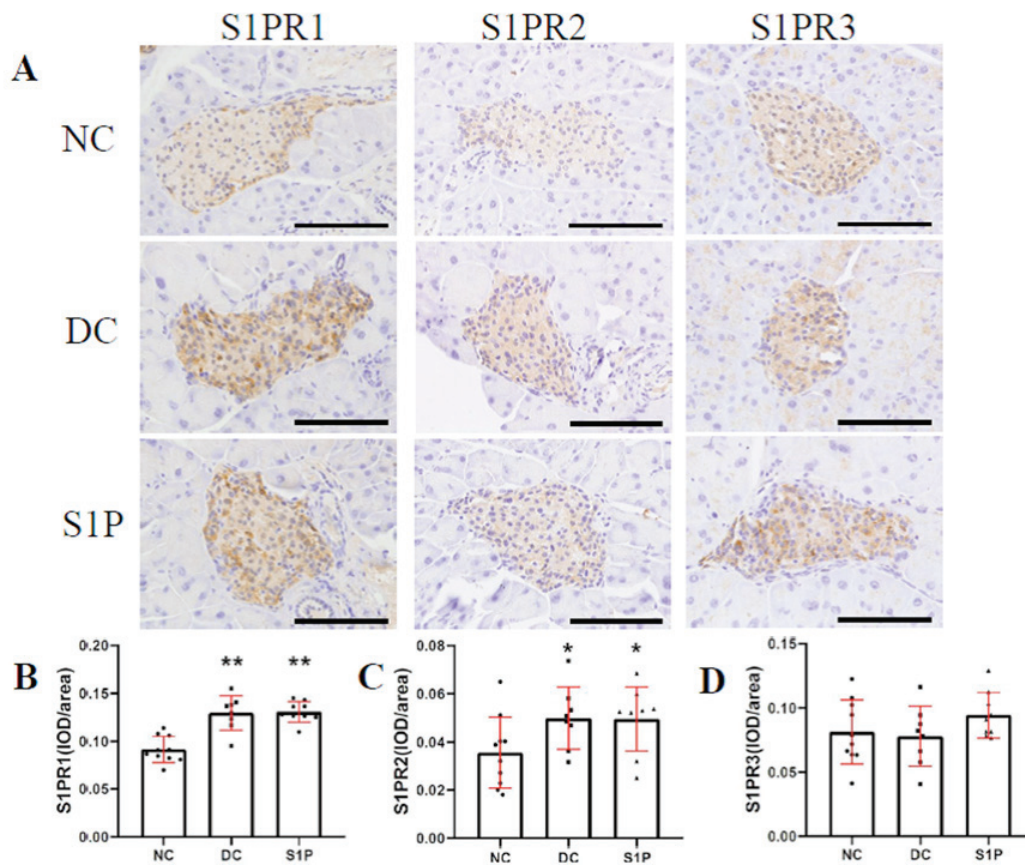 S1PR1 S1PR2 S1PR3
A
NC
DC
S1P
B
S1PR1(IOD/area)
0.20
0.15
0.10
0.05
0.00
**
**
NC DC S1P
C
S1PR2(IOD/area)
0.08
0.06
0.04
0.02
0.00
*
*
NC DC S1P
D
S1PR3(IOD/area)
0.15
0.10
0.05
0.00
NC DC S1P